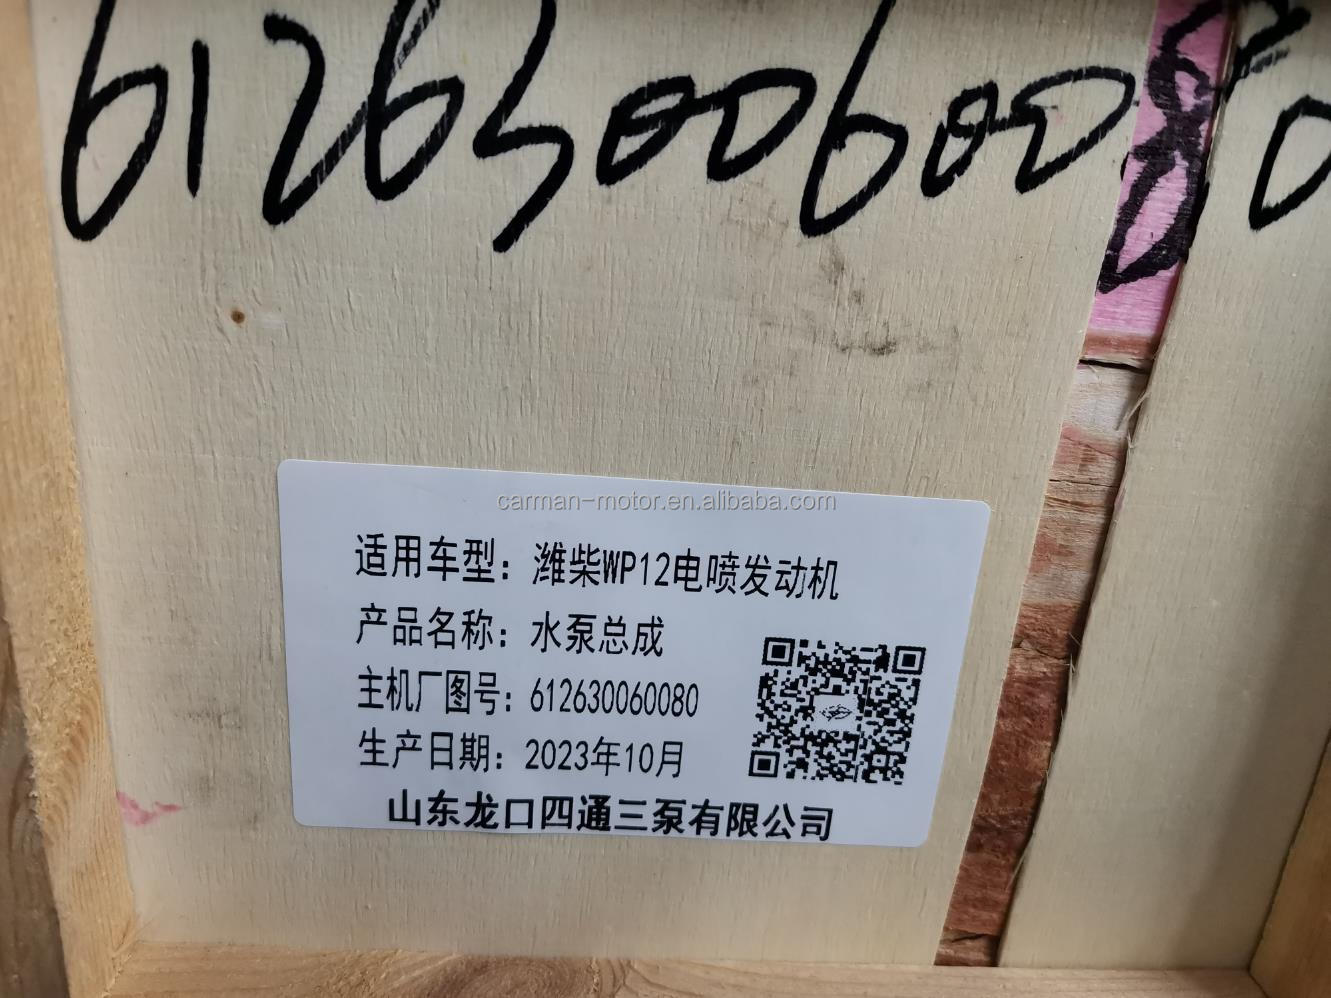 612630060080
carman-motor.en.alibaba.com
适用车型：潍柴WP12电喷发动机
产品名称：水泵总成
主机厂图号：612630060080
生产日期：2023年10月
山东龙口四通三泵有限公司